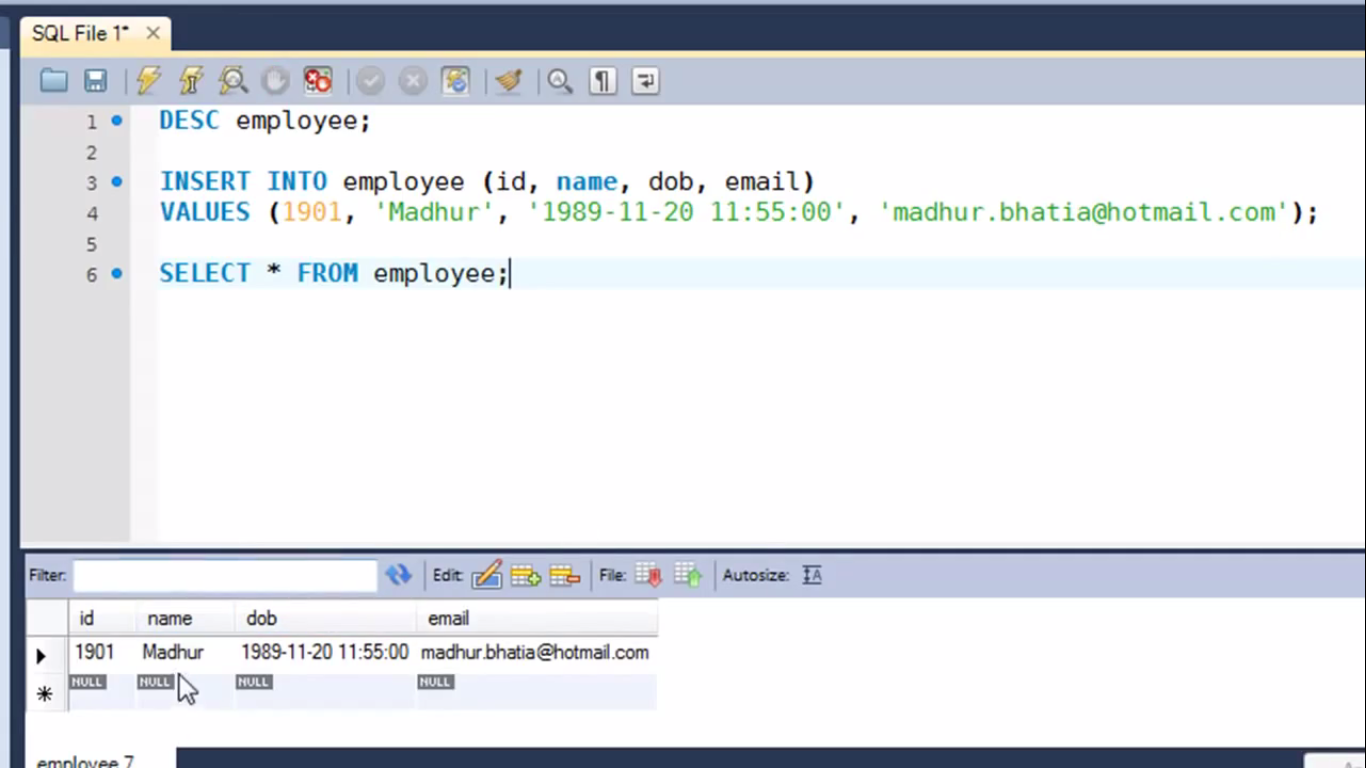 SQL File 1*
1 DESC employee;
2
3 INSERT INTO employee (id, name, dob, email)
4 VALUES (1901, 'Madhur', '1989-11-20 11:55:00', 'madhur.bhatia@hotmail.com');
5
6 SELECT * FROM employee;
Filter: Edit: File: Autosize:
id name dob email
1901 Madhur 1989-11-20 11:55:00 madhur.bhatia@hotmail.com
NULL NULL NULL NULL
employee 7